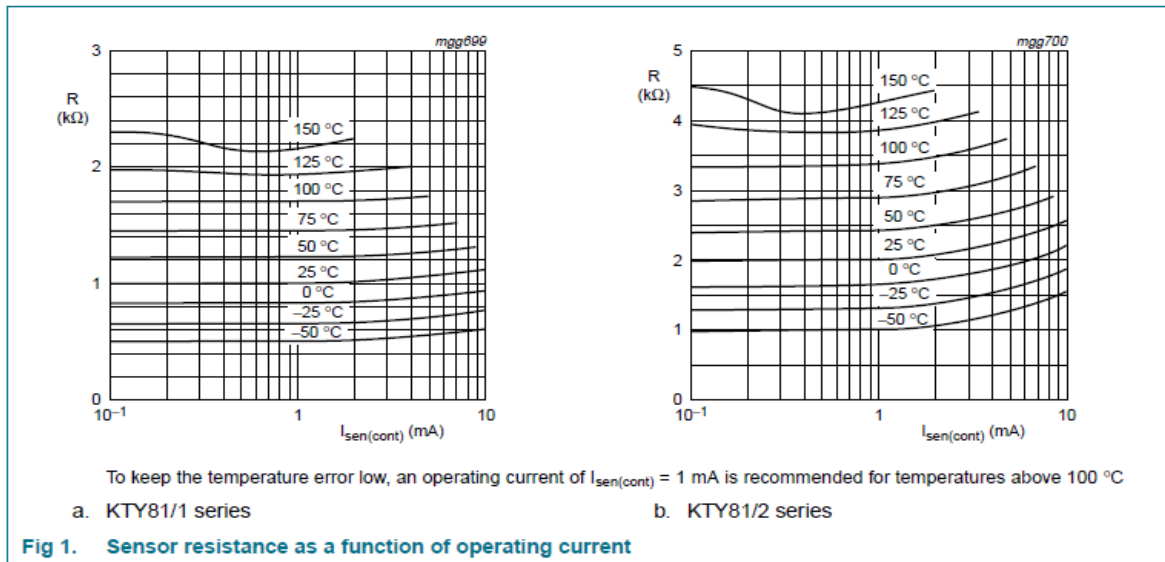 mgg699
3
R
(kΩ)
2
1
0
150 °C
125 °C
100 °C
75 °C
50 °C
25 °C
0 °C
–25 °C
–50 °C
10–1
1
10
Isen(cont) (mA)
mgg700
5
R
(kΩ)
4
3
2
1
0
150 °C
125 °C
100 °C
75 °C
50 °C
25 °C
0 °C
–25 °C
–50 °C
10–1
1
10
Isen(cont) (mA)
To keep the temperature error low, an operating current of Isen(cont) = 1 mA is recommended for temperatures above 100 °C
a. KTY81/1 series
b. KTY81/2 series
Fig 1. Sensor resistance as a function of operating current